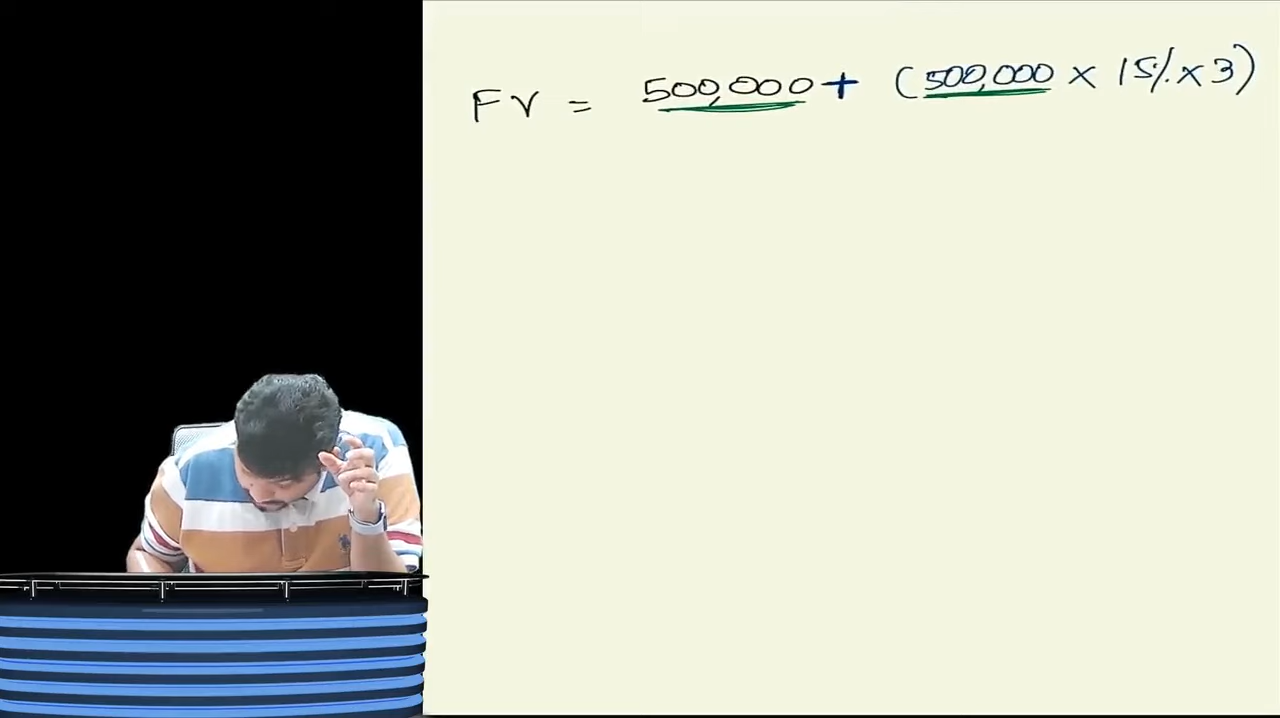 FV = 500,000 + (500,000 × 15% × 3)